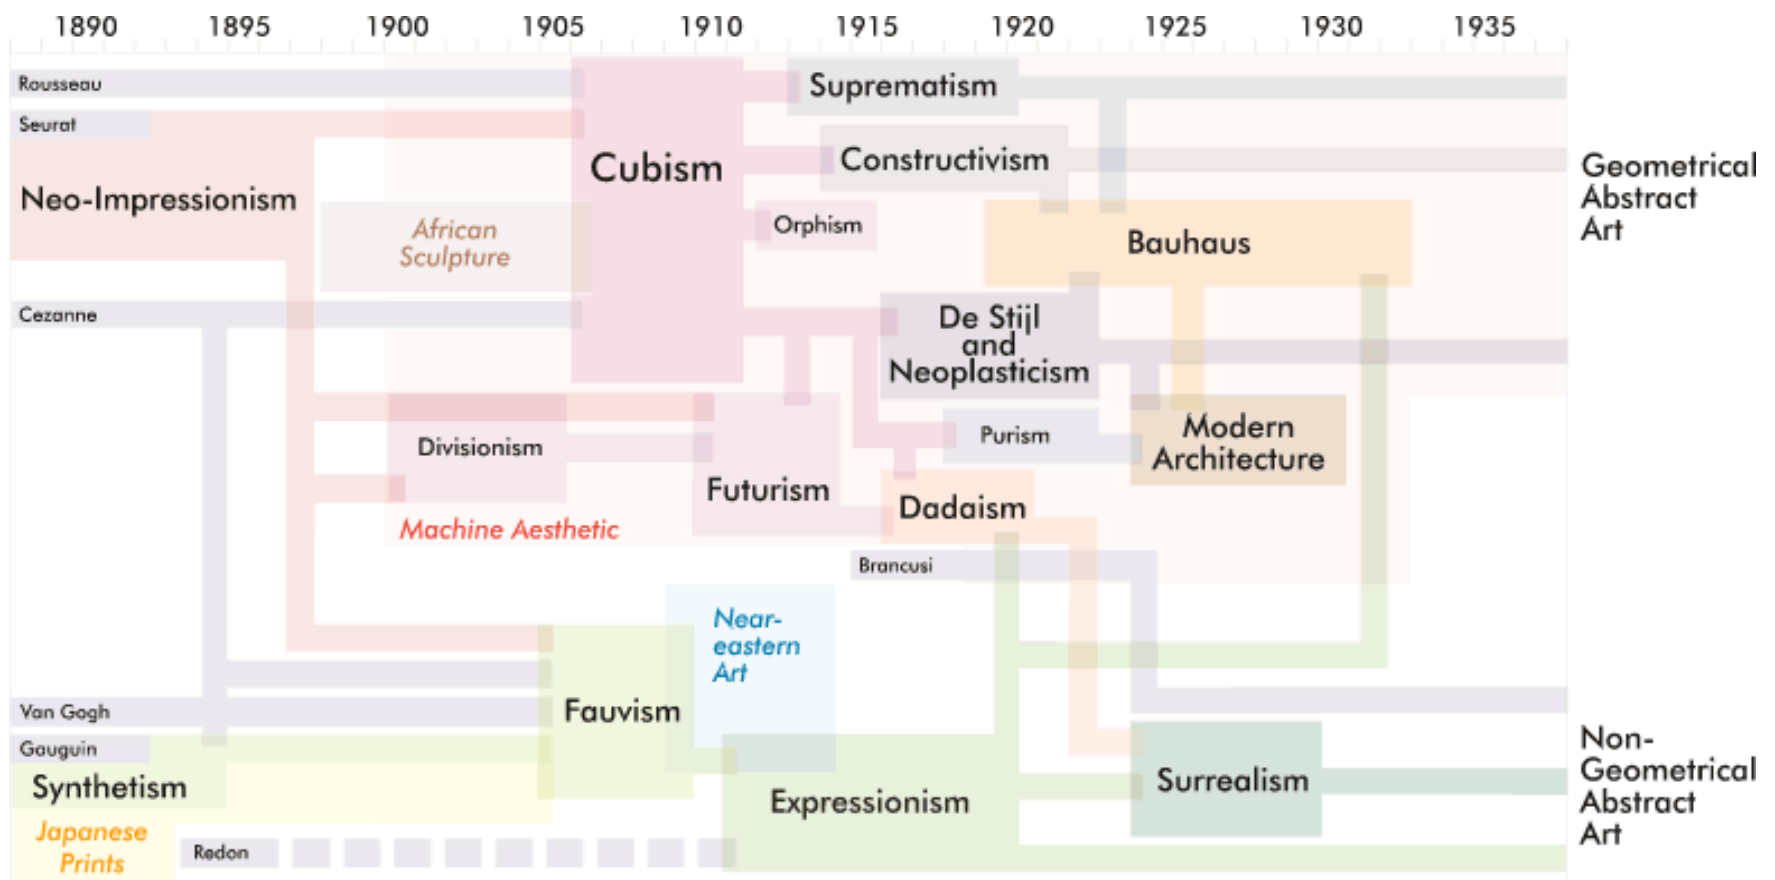 1890 1895 1900 1905 1910 1915 1920 1925 1930 1935
Rousseau
Suprematism
Seurat
Cubism
Constructivism
Geometrical
Abstract
Art
Neo-Impressionism
African
Sculpture
Orphism
Bauhaus
Cezanne
De Stijl
and
Neoplasticism
Divisionism
Purism
Modern
Architecture
Futurism
Dadaism
Machine Aesthetic
Brancusi
Near-
eastern
Art
Van Gogh
Fauvism
Gauguin
Synthetism
Expressionism
Surrealism
Non-
Geometrical
Abstract
Art
Japanese
Prints
Redon